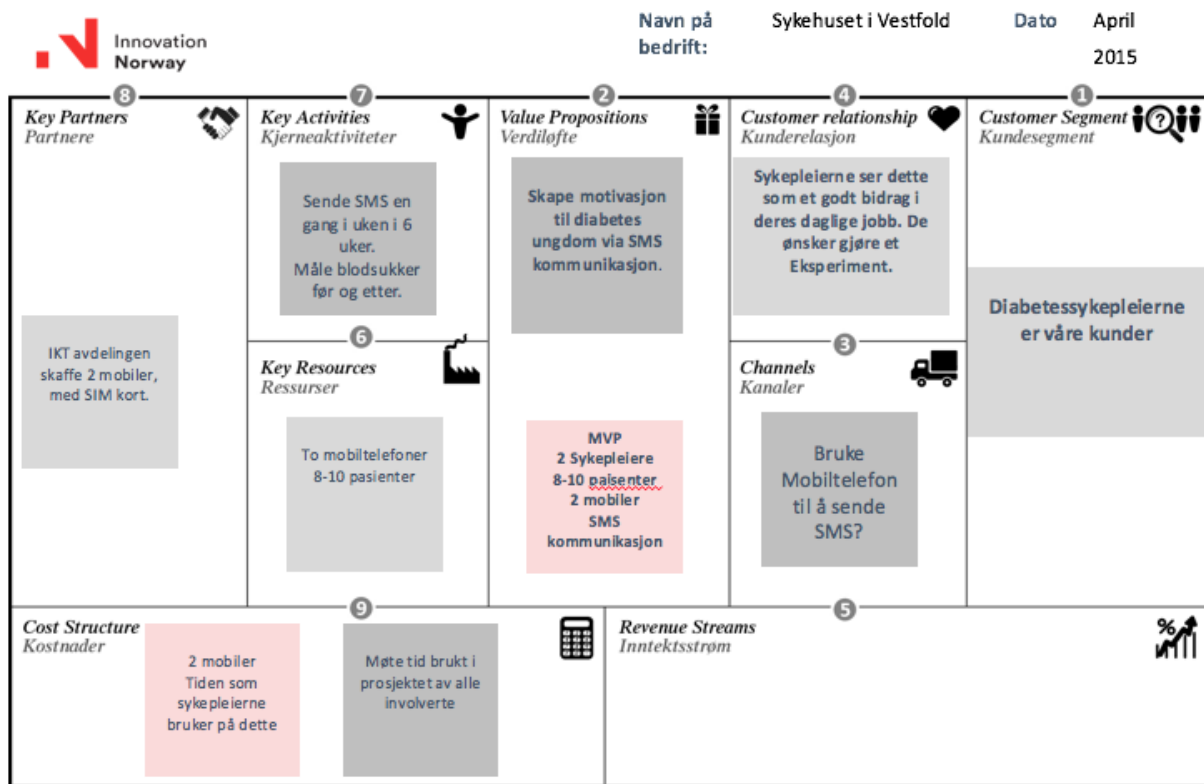 Innovation
Norway
Navn på
bedrift:
Sykehuset i Vestfold
Dato
April
2015
8
Key Partners
Partnere
IKT avdelingen
skaffe 2 mobiler,
med SIM kort.
7
Key Activities
Kjerneaktiviteter
Sende SMS en
gang i uken i 6
uker.
Måle blodsukker
før og etter.
6
Key Resources
Ressurser
To mobiltelefoner
8-10 pasienter
2
Value Propositions
Verdiløfte
Skape motivasjon
til diabetes
ungdom via SMS
kommunikasjon.
MVP
2 Sykepleiere
8-10 paisenter
2 mobiler
SMS
kommunikasjon
4
Customer relationship
Kunderelasjon
Sykepleierne ser dette
som et godt bidrag i
deres daglige jobb. De
ønsker gjøre et
Eksperiment.
3
Channels
Kanaler
Bruke
Mobiltelefon
til å sende
SMS?
1
Customer Segment
Kundesegment
?
Diabetessykepleierne
er våre kunder
9
Cost Structure
Kostnader
2 mobiler
Tiden som
sykepleierne
bruker på dette
Møte tid brukt i
prosjektet av alle
involverte
5
Revenue Streams
Inntektsstrøm
%